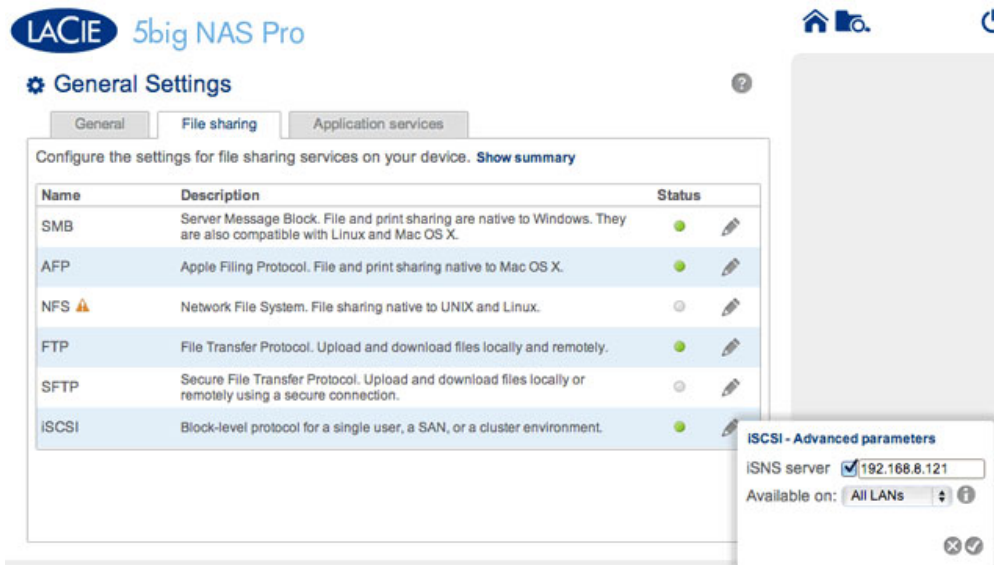 LACIE 5big NAS Pro
General Settings
General File sharing Application services
Configure the settings for file sharing services on your device. Show summary
Name Description Status
SMB Server Message Block. File and print sharing are native to Windows. They
are also compatible with Linux and Mac OS X.
AFP Apple Filing Protocol. File and print sharing native to Mac OS X.
NFS Network File System. File sharing native to UNIX and Linux.
FTP File Transfer Protocol. Upload and download files locally and remotely.
SFTP Secure File Transfer Protocol. Upload and download files locally or
remotely using a secure connection.
iSCSI Block-level protocol for a single user, a SAN, or a cluster environment.
iSCSI - Advanced parameters
iSNS server 192.168.8.121
Available on: All LANs